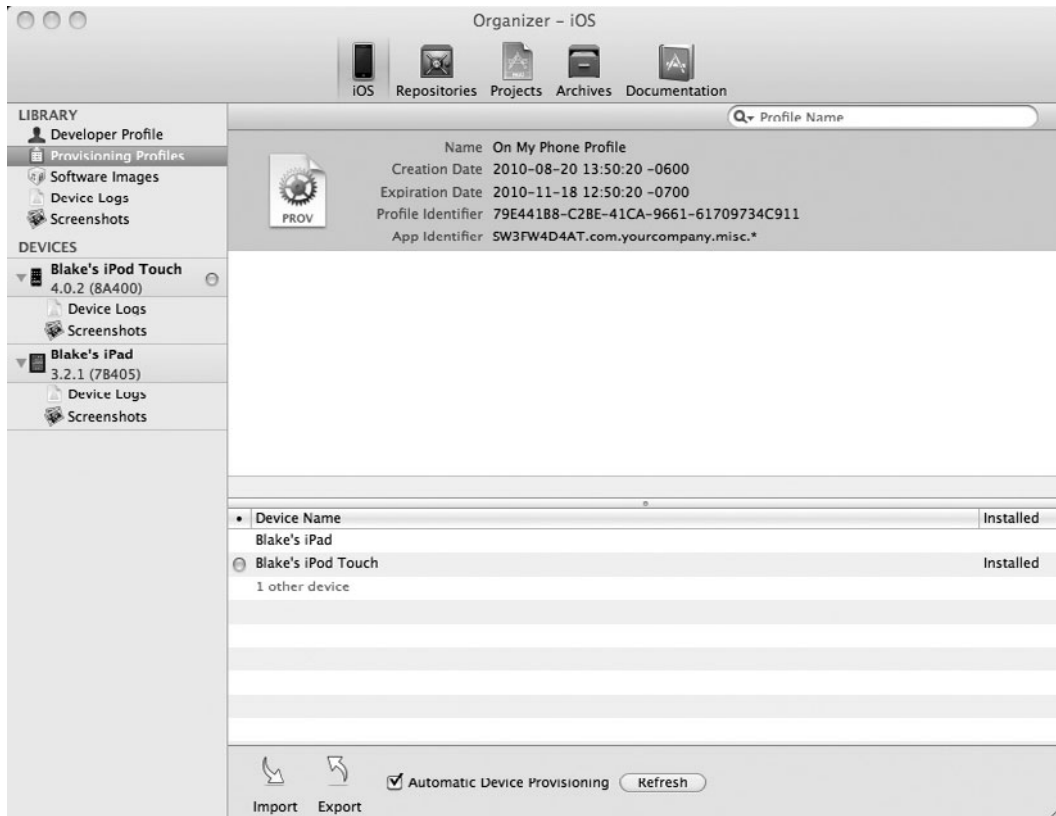 Organizer – iOS
iOS Repositories Projects Archives Documentation
LIBRARY
Developer Profile
Provisioning Profiles
Software Images
Device Logs
Screenshots
DEVICES
Blake's iPod Touch
4.0.2 (8A400)
Device Logs
Screenshots
Blake's iPad
3.2.1 (7B405)
Device Logs
Screenshots
Profile Name
PROV
Name On My Phone Profile
Creation Date 2010-08-20 13:50:20 -0600
Expiration Date 2010-11-18 12:50:20 -0700
Profile Identifier 79E441B8-C2BE-41CA-9661-61709734C911
App Identifier SW3FW4D4AT.com.yourcompany.misc.*
• Device Name Installed
Blake's iPad
Blake's iPod Touch Installed
1 other device
Import Export
Automatic Device Provisioning Refresh